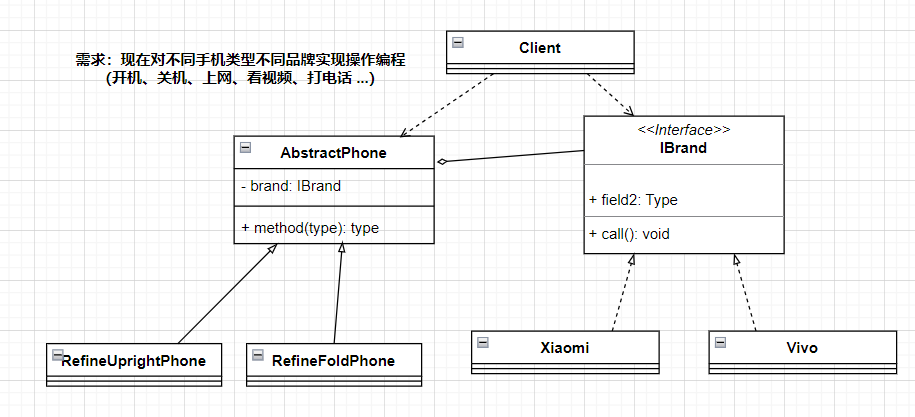 需求：现在对不同手机类型不同品牌实现操作编程
（开机、关机、上网、看视频、打电话 ...）
Client
AbstractPhone
- brand: IBrand
+ method(type): type
<<Interface>>
IBrand
+ field2: Type
+ call(): void
RefineUprightPhone
RefineFoldPhone
Xiaomi
Vivo